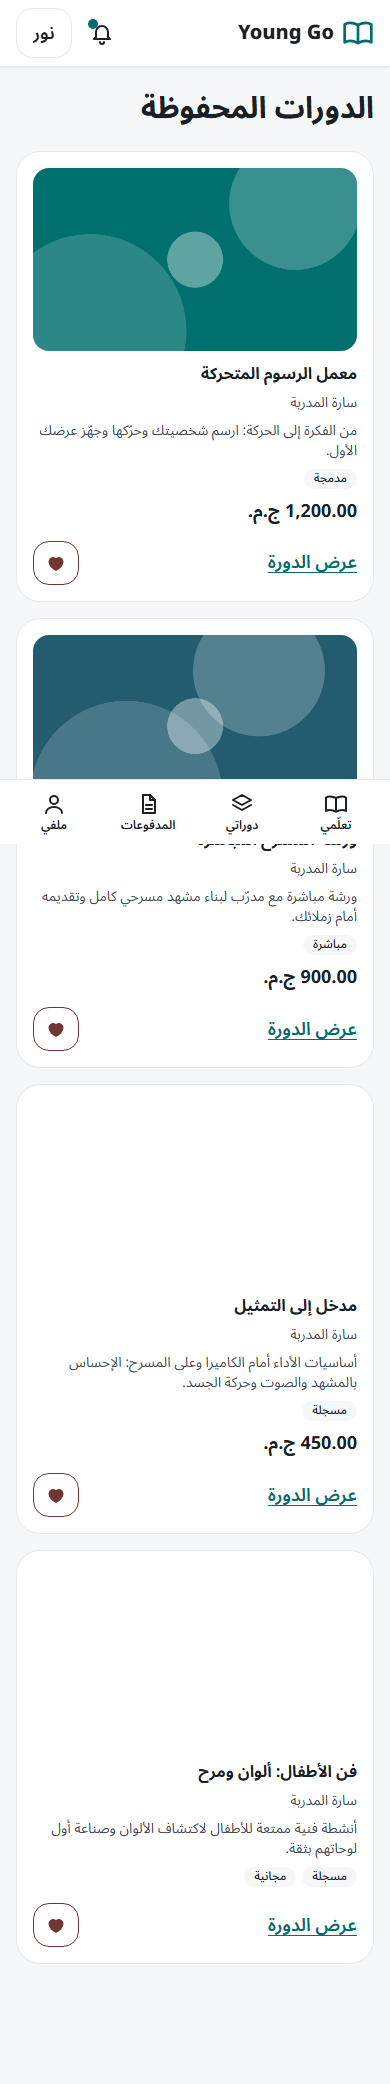 Young Go
نور
الدورات المحفوظة
معمل الرسوم المتحركة
سارة المدربة
من الفكرة إلى الحركة: ارسم شخصيتك وحرّكها وجهّز عرضك
الأول.
مدمجة
1,200.00 ج.م.
عرض الدورة
تعلّمي
دوراتي
المدفوعات
ملفي
سارة المدربة
ورشة مباشرة مع مدرّب لبناء مشهد مسرحي كامل وتقديمه
أمام زملائك.
مباشرة
900.00 ج.م.
عرض الدورة
مدخل إلى التمثيل
سارة المدربة
أساسيات الأداء أمام الكاميرا وعلى المسرح: الإحساس
بالمشهد والصوت وحركة الجسد.
مسجلة
450.00 ج.م.
عرض الدورة
فن الأطفال: ألوان ومرح
سارة المدربة
أنشطة فنية ممتعة للأطفال لاكتشاف الألوان وصناعة أول
لوحاتهم بثقة.
مسجلة
مجانية
عرض الدورة